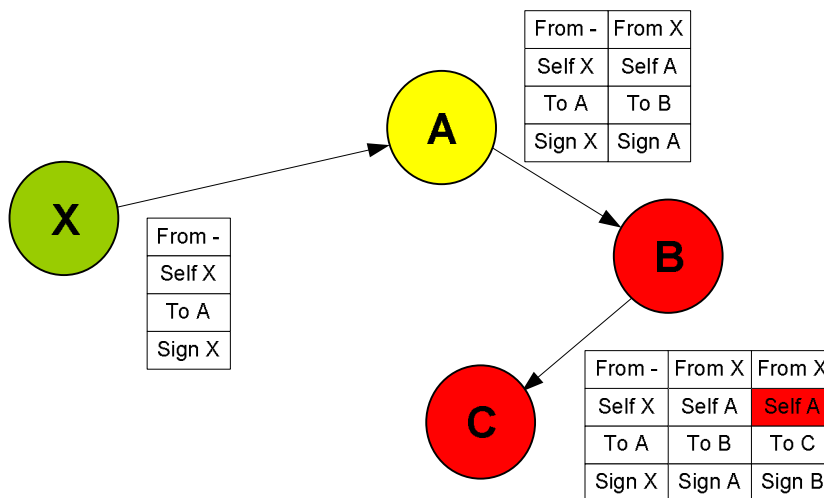 From - From X
Self X Self A
To A To B
Sign X Sign A
A
X
From -
Self X
To A
Sign X
B
C
From - From X From X
Self X Self A Self A
To A To B To C
Sign X Sign A Sign B